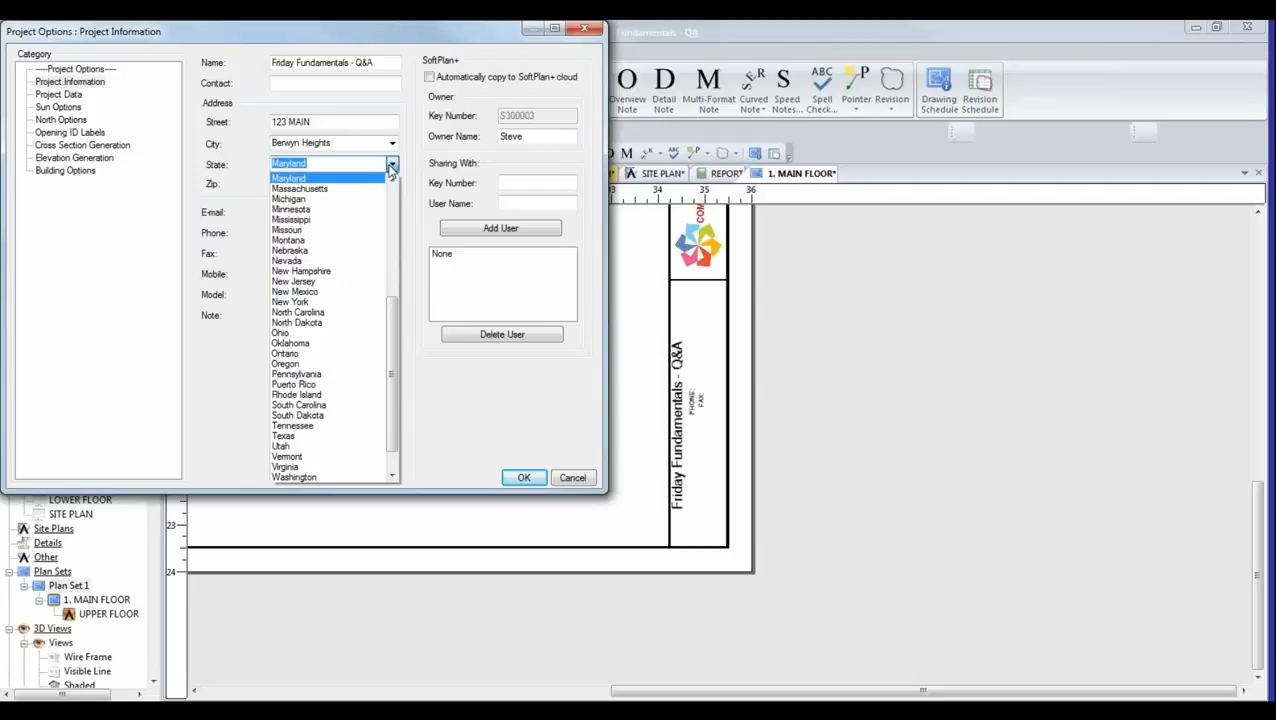 Project Options : Project Information
Fundamentals - QA
Category
Project Options
Project Information
Project Data
Sun Options
North Options
Opening ID Labels
Cross Section Generation
Elevation Generation
Building Options
Name:
Friday Fundamentals - Q&A
Contact:
Address
Street:
123 MAIN
City:
Berwyn Heights
State:
Maryland
Zip:
E-mail:
Phone:
Fax:
Mobile:
Model:
Note:
Maryland
Massachusetts
Michigan
Minnesota
Mississippi
Missouri
Montana
Nebraska
Nevada
New Hampshire
New Jersey
New Mexico
New York
North Carolina
North Dakota
Ohio
Oklahoma
Ontario
Oregon
Pennsylvania
Puerto Rico
Rhode Island
South Carolina
South Dakota
Tennessee
Texas
Utah
Vermont
Virginia
Washington
SoftPlan+
Automatically copy to SoftPlan+ cloud
Owner:
Key Number:
S300003
Owner Name:
Steve
Sharing With:
Key Number:
User Name:
Add User
None
Delete User
OK
Cancel
O D M S ABC P
Overview Note
Detail Note
Multi-Format Note
Curved Note
Speed Notes...
Spell Check...
Pointer
Revision
Drawing Schedule
Revision Schedule
D M
SITE PLAN*
REPORT
1. MAIN FLOOR*
33 34 35 36
COM
Friday Fundamentals - Q&A
PHONE:
FAX:
23
24
LOWER FLOOR
SITE PLAN
Site Plans
Details
Other
Plan Sets
Plan Set 1
1. MAIN FLOOR
UPPER FLOOR
3D Views
Views
Wire Frame
Visible Line
Shaded